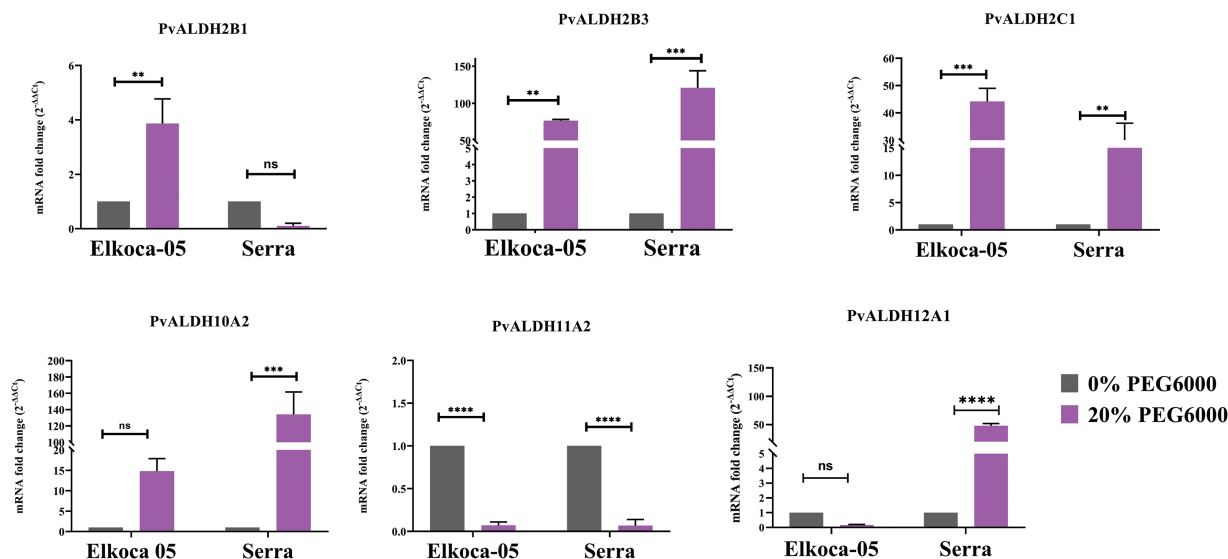 PvALDH2B1
mRNA fold change (2^-ΔΔCt)
6
4
2
0
**
ns
Elkoca-05
Serra
PvALDH2B3
mRNA fold change (2^-ΔΔCt)
150
100
50
5
4
3
2
1
0
**
***
Elkoca-05
Serra
PvALDH2C1
mRNA fold change (2^-ΔΔCt)
60
50
40
30
15
10
5
0
***
**
Elkoca-05
Serra
PvALDH10A2
mRNA fold change (2^-ΔΔCt)
200
180
160
140
120
100
20
15
10
5
0
ns
***
Elkoca 05
Serra
PvALDH11A2
mRNA fold change (2^-ΔΔCt)
2.0
1.5
1.0
0.5
0.0
****
****
Elkoca-05
Serra
PvALDH12A1
mRNA fold change (2^-ΔΔCt)
150
100
50
5
4
3
2
1
0
ns
****
Elkoca-05
Serra
0% PEG6000
20% PEG6000